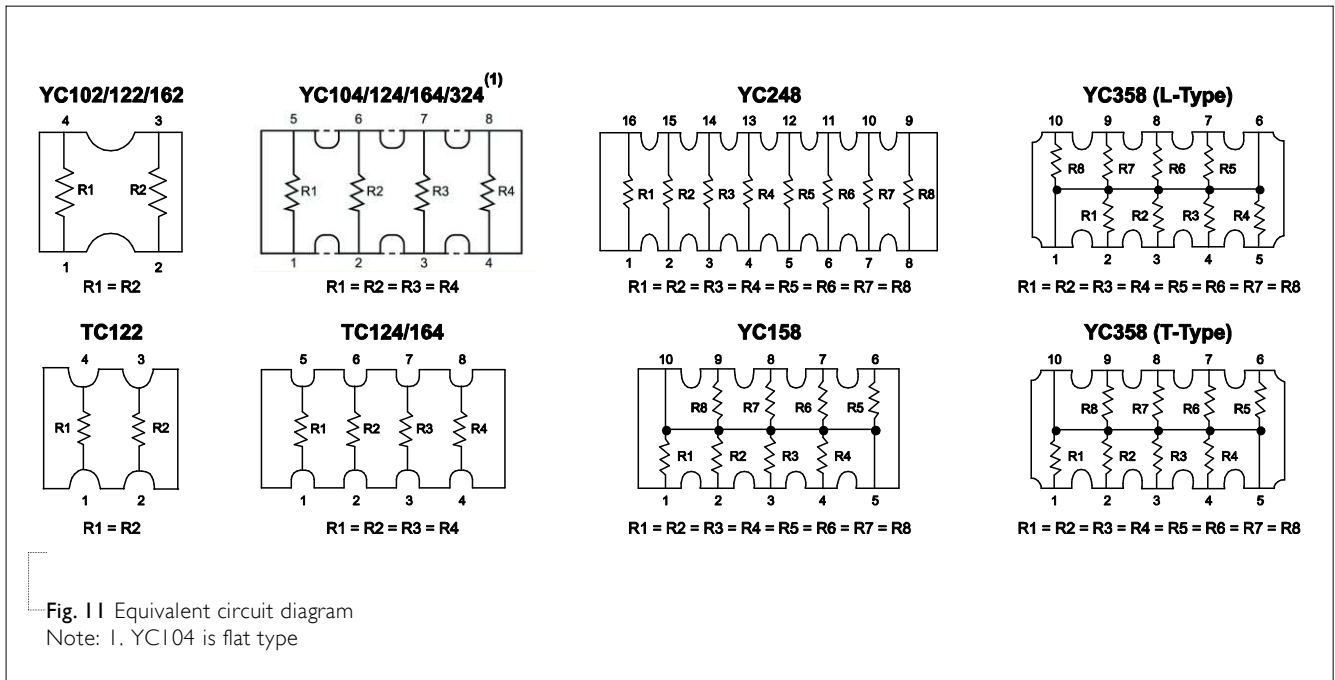 YC102/122/162
4 3
R1 R2
1 2
R1 = R2
YC104/124/164/324(1)
5 6 7 8
R1 R2 R3 R4
1 2 3 4
R1 = R2 = R3 = R4
YC248
16 15 14 13 12 11 10 9
R1 R2 R3 R4 R5 R6 R7 R8
1 2 3 4 5 6 7 8
R1 = R2 = R3 = R4 = R5 = R6 = R7 = R8
YC358 (L-Type)
10 9 8 7 6
R8 R7 R6 R5
R1 R2 R3 R4
1 2 3 4 5
R1 = R2 = R3 = R4 = R5 = R6 = R7 = R8
TC122
4 3
R1 R2
1 2
R1 = R2
TC124/164
5 6 7 8
R1 R2 R3 R4
1 2 3 4
R1 = R2 = R3 = R4
YC158
10 9 8 7 6
R8 R7 R6 R5
R1 R2 R3 R4
1 2 3 4 5
R1 = R2 = R3 = R4 = R5 = R6 = R7 = R8
YC358 (T-Type)
10 9 8 7 6
R8 R7 R6 R5
R1 R2 R3 R4
1 2 3 4 5
R1 = R2 = R3 = R4 = R5 = R6 = R7 = R8
Fig. 11 Equivalent circuit diagram
Note: 1. YC104 is flat type